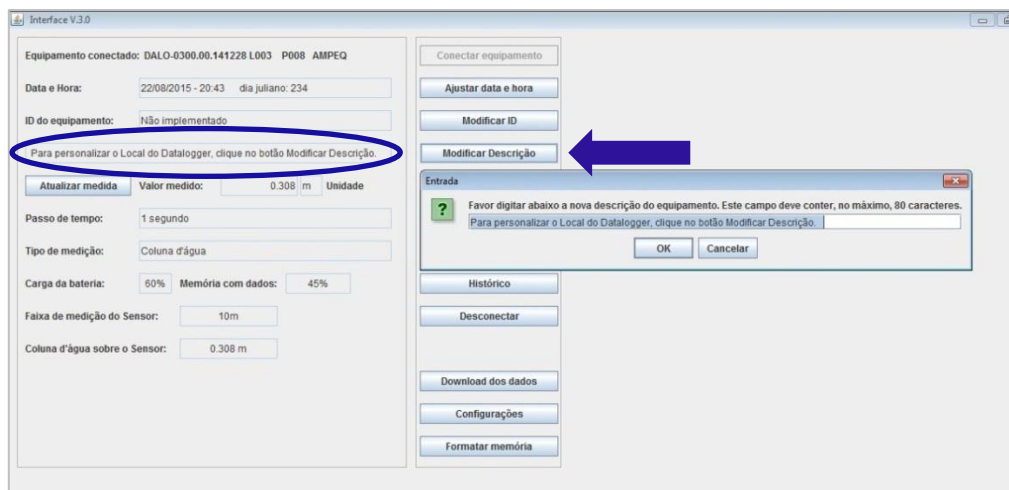 Interface V.3.0
Equipamento conectado: DALO-0300.00.141228 L003 P008 AMPEQ
Data e Hora: 22/08/2015 - 20:43 dia juliano: 234
ID do equipamento: Não implementado
Para personalizar o Local do Datalogger, clique no botão Modificar Descrição.
Atualizar medida Valor medido: 0.308 m Unidade
Passo de tempo: 1 segundo
Tipo de medição: Coluna d'água
Carga da bateria: 60% Memória com dados: 45%
Faixa de medição do Sensor: 10m
Coluna d'água sobre o Sensor: 0.308 m
Conectar equipamento
Ajustar data e hora
Modificar ID
Modificar Descrição
Entrada
Favor digitar abaixo a nova descrição do equipamento. Este campo deve conter, no máximo, 80 caracteres.
Para personalizar o Local do Datalogger, clique no botão Modificar Descrição.
OK Cancelar
Histórico
Desconectar
Download dos dados
Configurações
Formatar memória